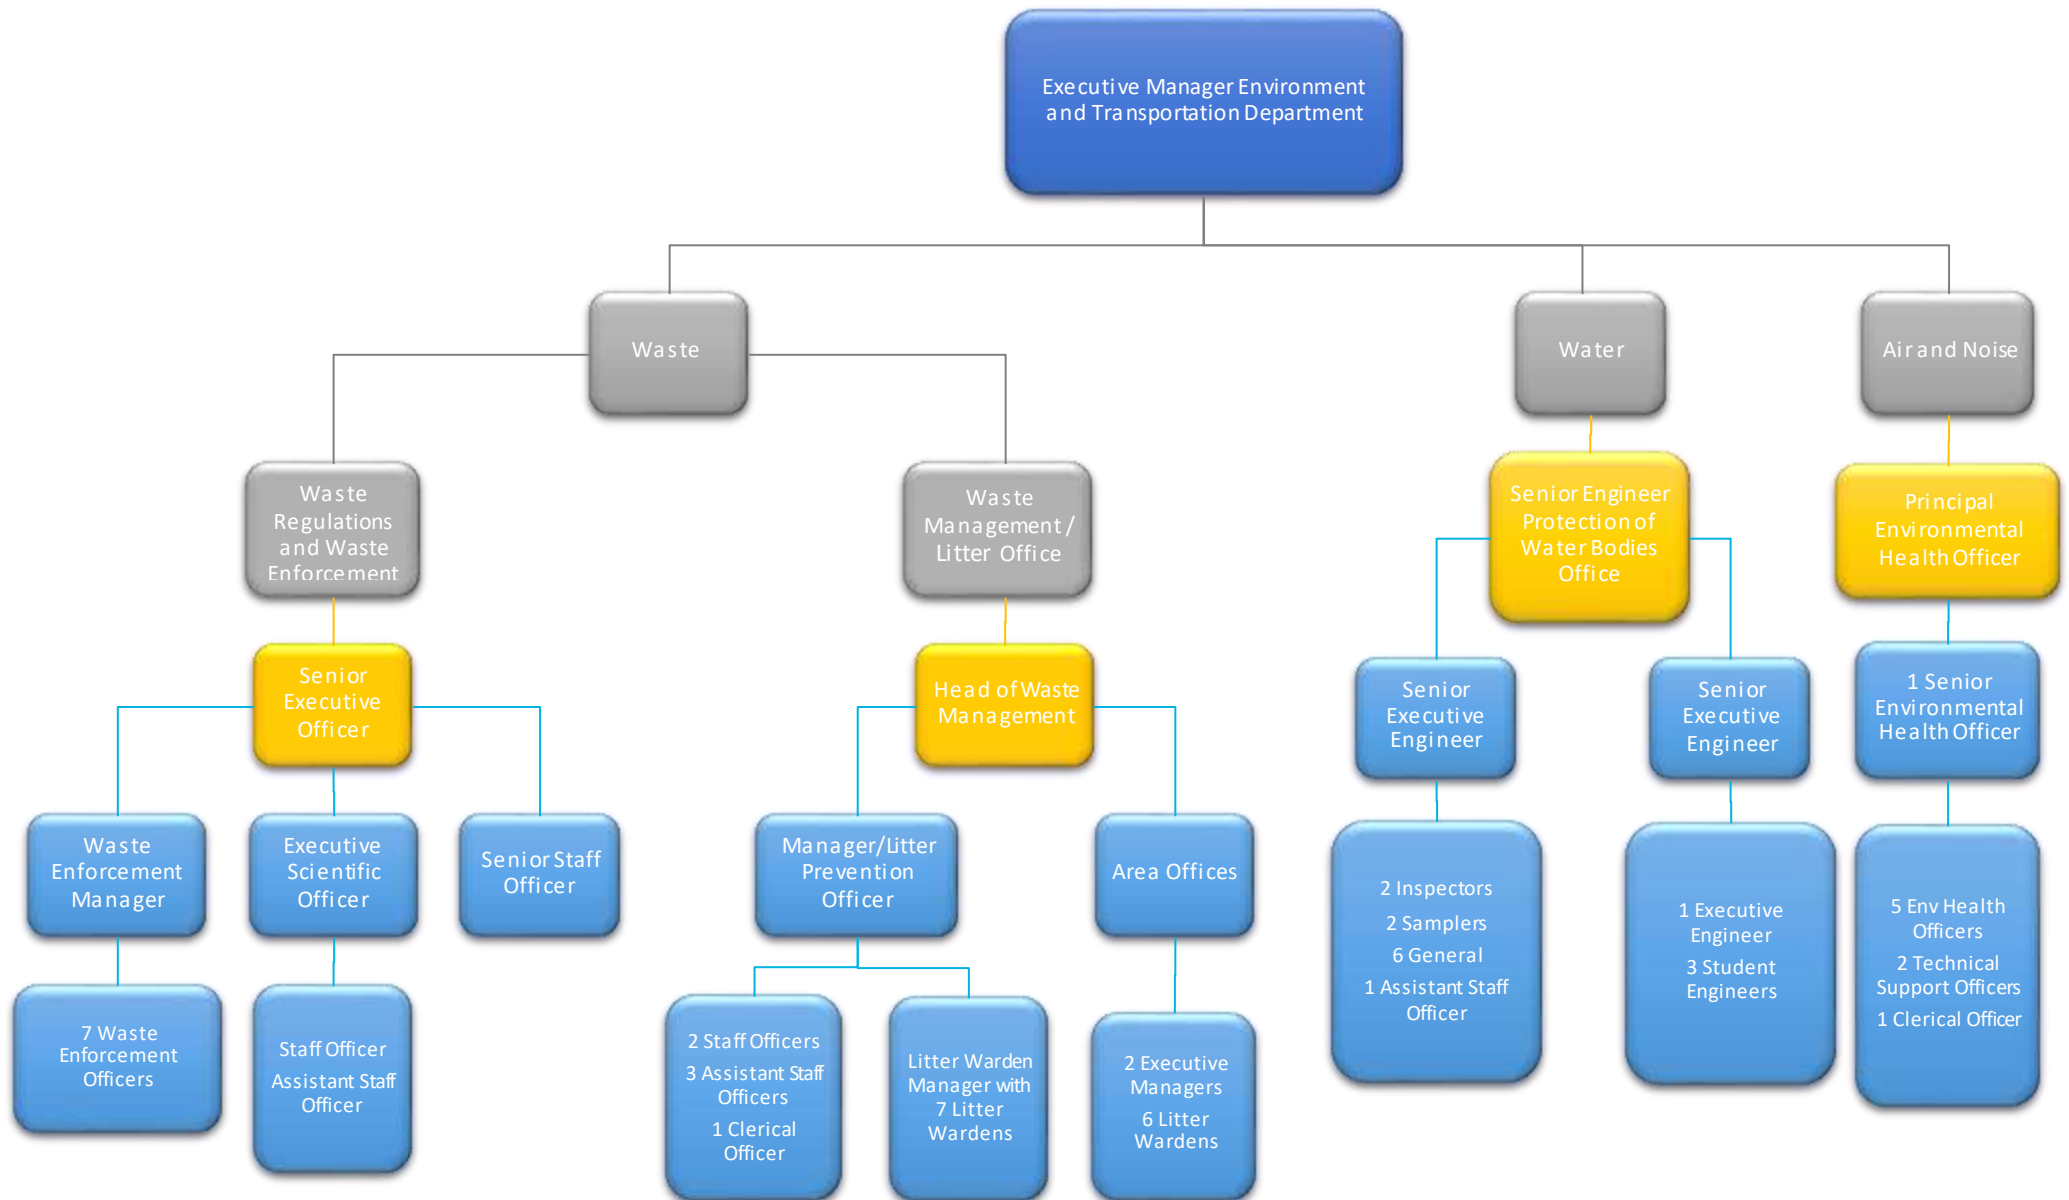 Executive Manager Environment
and Transportation Department
Waste
Water
Air and Noise
Waste
Regulations
and Waste
Enforcement
Waste
Management /
Litter Office
Senior Engineer
Protection of
Water Bodies
Office
Principal
Environmental
Health Officer
Senior
Executive
Officer
Head of Waste
Management
Senior
Executive
Engineer
Senior
Executive
Engineer
1 Senior
Environmental
Health Officer
Waste
Enforcement
Manager
Executive
Scientific
Officer
Senior Staff
Officer
Manager/Litter
Prevention
Officer
Area Offices
2 Inspectors
2 Samplers
6 General
1 Assistant Staff
Officer
1 Executive
Engineer
3 Student
Engineers
5 Env Health
Officers
2 Technical
Support Officers
1 Clerical Officer
7 Waste
Enforcement
Officers
Staff Officer
Assistant Staff
Officer
2 Staff Officers
3 Assistant Staff
Officers
1 Clerical
Officer
Litter Warden
Manager with
7 Litter
Wardens
2 Executive
Managers
6 Litter
Wardens